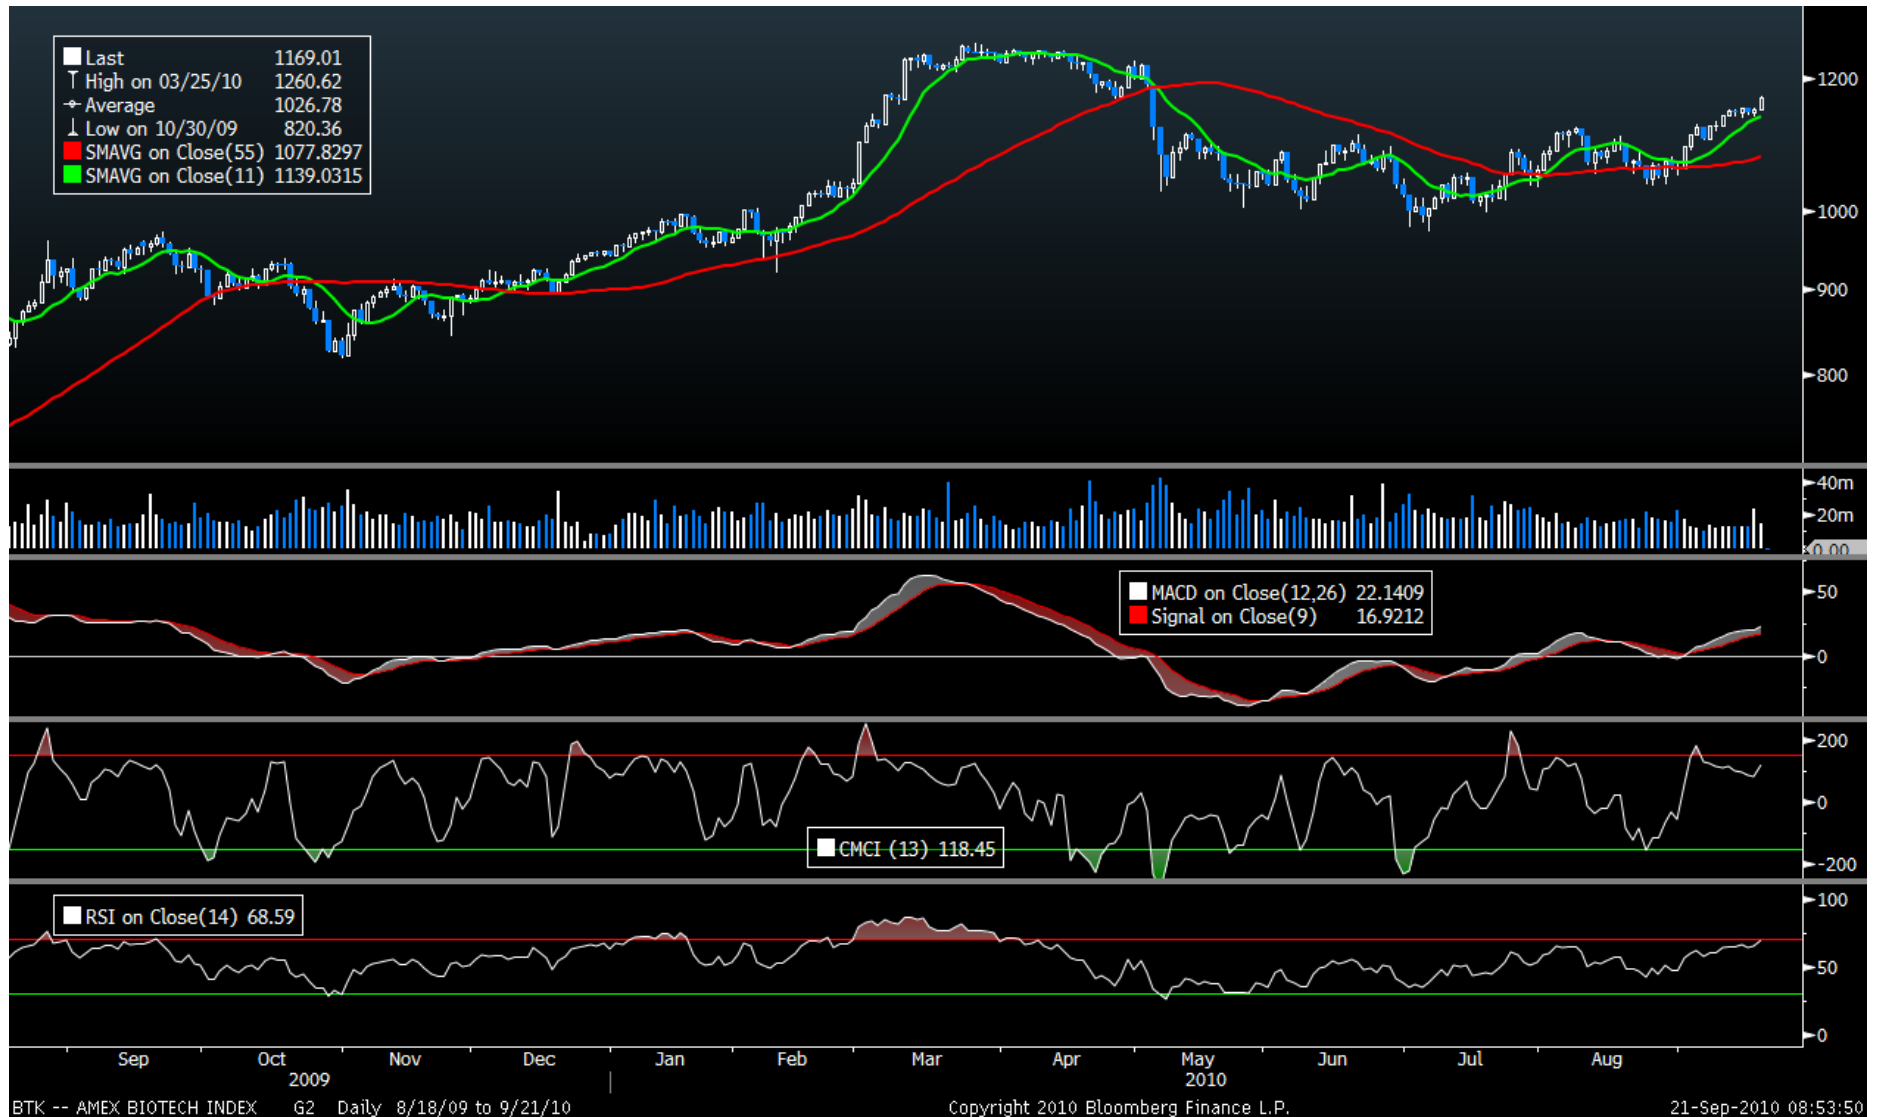 Last 1169.01
High on 03/25/10 1260.62
Average 1026.78
Low on 10/30/09 820.36
SMAVG on Close(55) 1077.8297
SMAVG on Close(11) 1139.0315
1200
1000
900
800
40m
20m
0.00
MACD on Close(12,26) 22.1409
Signal on Close(9) 16.9212
50
0
200
0
-200
CMCI (13) 118.45
RSI on Close(14) 68.59
100
50
0
Sep Oct Nov Dec Jan Feb Mar Apr May Jun Jul Aug
2009 2010
BTK -- AMEX BIOTECH INDEX G2 Daily 8/18/09 to 9/21/10 Copyright 2010 Bloomberg Finance L.P. 21-Sep-2010 08:53:50